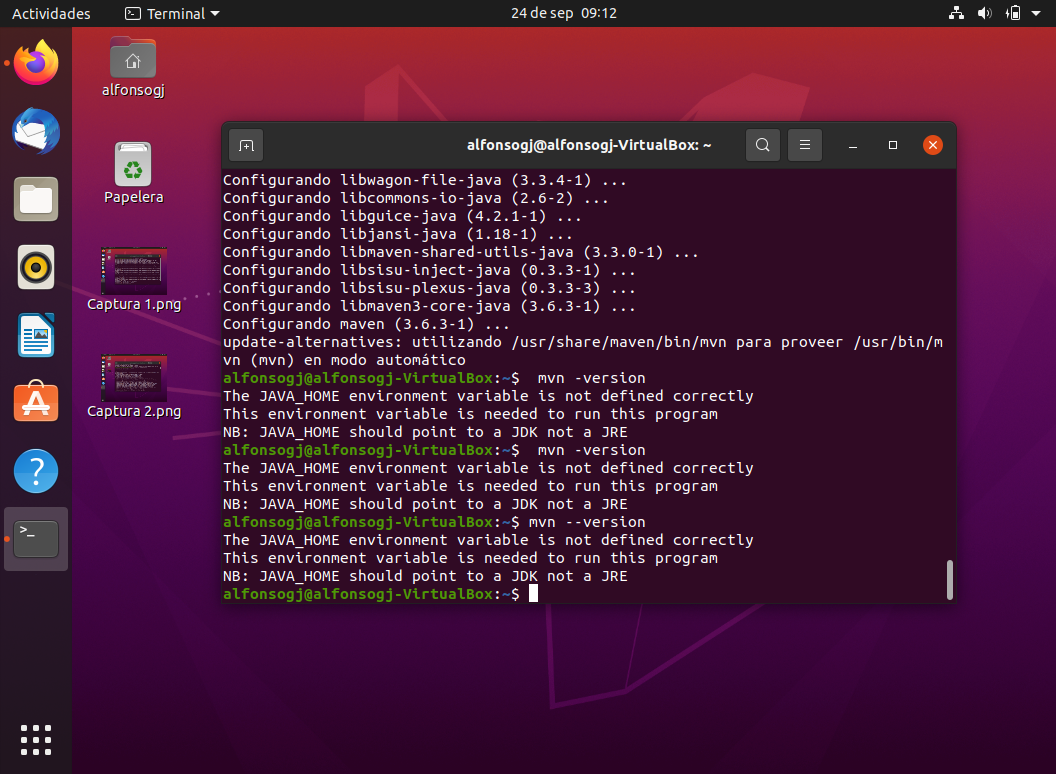 Actividades
Terminal
24 de sep 09:12
alfonsogj
Papelera
Captura 1.png
Captura 2.png
alfonsogj@alfonsogj-VirtualBox: ~
Configurando libwagon-file-java (3.3.4-1) ...
Configurando libcommons-io-java (2.6-2) ...
Configurando libguice-java (4.2.1-1) ...
Configurando libjansi-java (1.18-1) ...
Configurando libmaven-shared-utils-java (3.3.0-1) ...
Configurando libsisu-inject-java (0.3.3-1) ...
Configurando libsisu-plexus-java (0.3.3-3) ...
Configurando libmaven3-core-java (3.6.3-1) ...
Configurando maven (3.6.3-1) ...
update-alternatives: utilizando /usr/share/maven/bin/mvn para proveer /usr/bin/m
vn (mvn) en modo automático
alfonsogj@alfonsogj-VirtualBox:~$  mvn -version
The JAVA_HOME environment variable is not defined correctly
This environment variable is needed to run this program
NB: JAVA_HOME should point to a JDK not a JRE
alfonsogj@alfonsogj-VirtualBox:~$  mvn -version
The JAVA_HOME environment variable is not defined correctly
This environment variable is needed to run this program
NB: JAVA_HOME should point to a JDK not a JRE
alfonsogj@alfonsogj-VirtualBox:~$ mvn --version
The JAVA_HOME environment variable is not defined correctly
This environment variable is needed to run this program
NB: JAVA_HOME should point to a JDK not a JRE
alfonsogj@alfonsogj-VirtualBox:~$